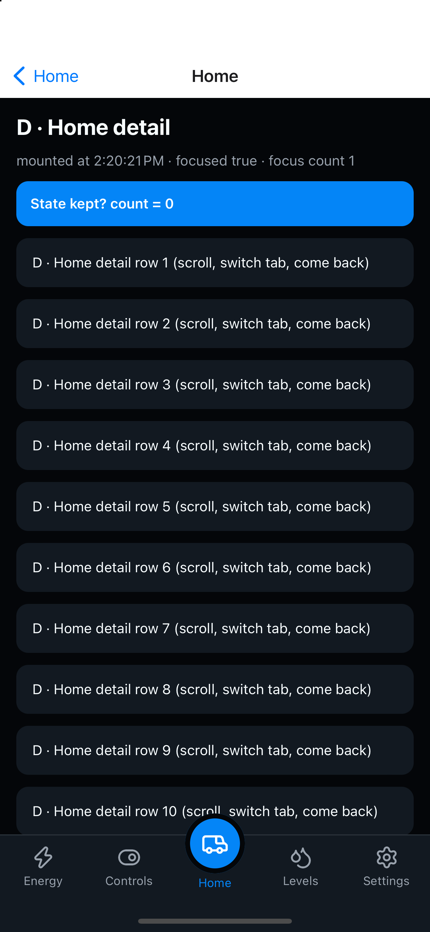 Home
Home
D · Home detail
mounted at 2:20:21 PM · focused true · focus count 1
State kept? count = 0
D · Home detail row 1 (scroll, switch tab, come back)
D · Home detail row 2 (scroll, switch tab, come back)
D · Home detail row 3 (scroll, switch tab, come back)
D · Home detail row 4 (scroll, switch tab, come back)
D · Home detail row 5 (scroll, switch tab, come back)
D · Home detail row 6 (scroll, switch tab, come back)
D · Home detail row 7 (scroll, switch tab, come back)
D · Home detail row 8 (scroll, switch tab, come back)
D · Home detail row 9 (scroll, switch tab, come back)
D · Home detail row 10 (scroll, switch tab, come back)
Energy
Controls
Home
Levels
Settings